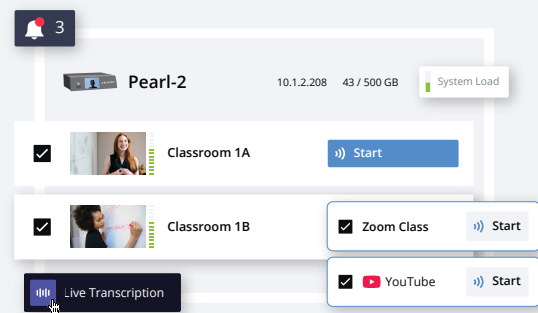 3
Pearl-2 10.1.2.208 43 / 500 GB System Load
Classroom 1A Start
Classroom 1B
Zoom Class Start
YouTube Start
Live Transcription